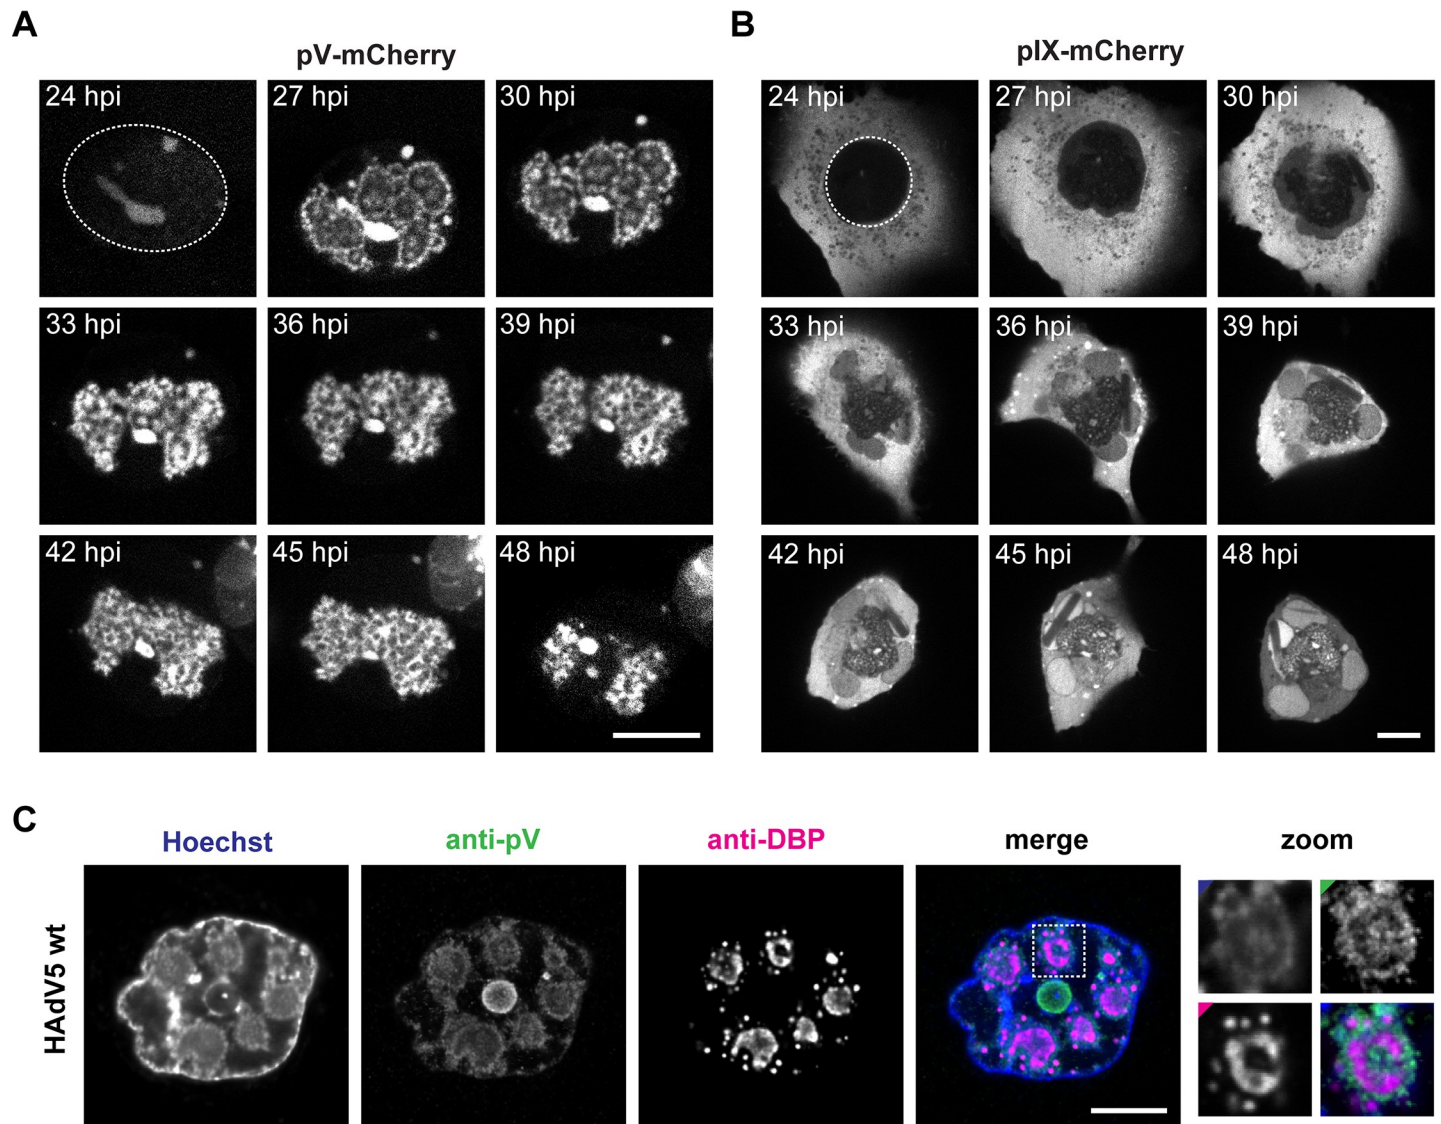 A
pV-mCherry
24 hpi
27 hpi
30 hpi
33 hpi
36 hpi
39 hpi
42 hpi
45 hpi
48 hpi
B
pIX-mCherry
24 hpi
27 hpi
30 hpi
33 hpi
36 hpi
39 hpi
42 hpi
45 hpi
48 hpi
C
Hoechst
anti-pV
anti-DBP
merge
zoom
HAdV5 wt